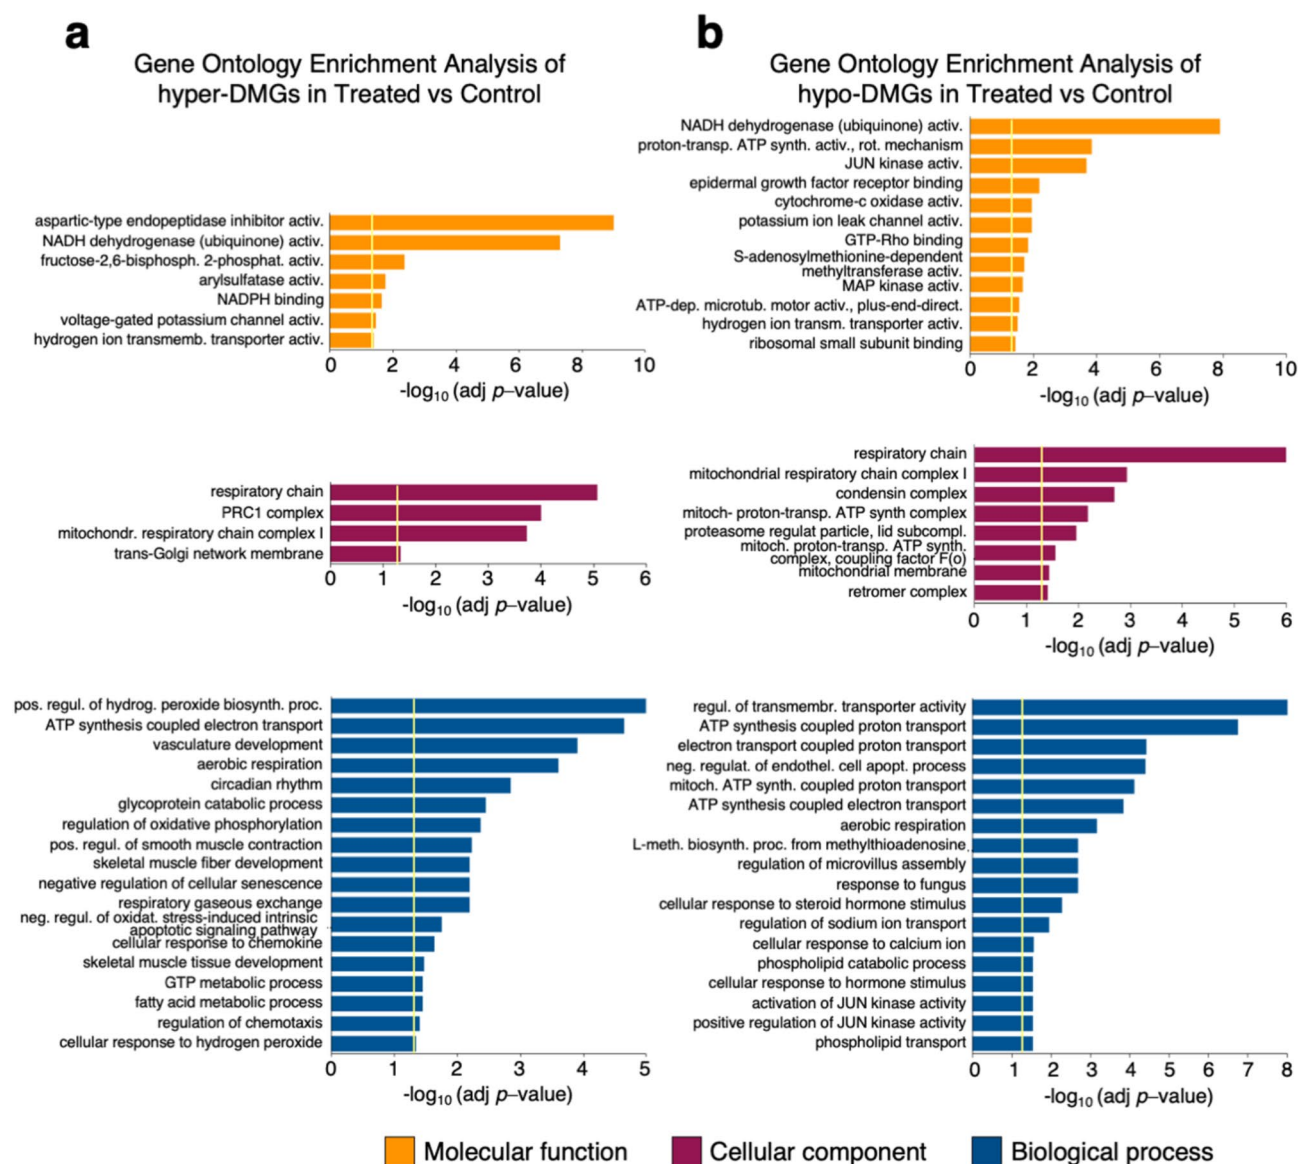 a
Gene Ontology Enrichment Analysis of
hyper-DMGs in Treated vs Control
aspartic-type endopeptidase inhibitor activ.
NADH dehydrogenase (ubiquinone) activ.
fructose-2,6-bisphosph. 2-phosphat. activ.
arylsulfatase activ.
NADPH binding
voltage-gated potassium channel activ.
hydrogen ion transmemb. transporter activ.
0 2 4 6 8 10
-log10 (adj p–value)
respiratory chain
PRC1 complex
mitochondr. respiratory chain complex I
trans-Golgi network membrane
0 1 2 3 4 5 6
-log10 (adj p–value)
pos. regul. of hydrog. peroxide biosynth. proc.
ATP synthesis coupled electron transport
vasculature development
aerobic respiration
circadian rhythm
glycoprotein catabolic process
regulation of oxidative phosphorylation
pos. regul. of smooth muscle contraction
skeletal muscle fiber development
negative regulation of cellular senescence
respiratory gaseous exchange
neg. regul. of oxidat. stress-induced intrinsic
apoptotic signaling pathway
cellular response to chemokine
skeletal muscle tissue development
GTP metabolic process
fatty acid metabolic process
regulation of chemotaxis
cellular response to hydrogen peroxide
0 1 2 3 4 5
-log10 (adj p–value)
b
Gene Ontology Enrichment Analysis of
hypo-DMGs in Treated vs Control
NADH dehydrogenase (ubiquinone) activ.
proton-transp. ATP synth. activ., rot. mechanism
JUN kinase activ.
epidermal growth factor receptor binding
cytochrome-c oxidase activ.
potassium ion leak channel activ.
GTP-Rho binding
S-adenosylmethionine-dependent
methyltransferase activ.
MAP kinase activ.
ATP-dep. microtub. motor activ., plus-end-direct.
hydrogen ion transm. transporter activ.
ribosomal small subunit binding
0 2 4 6 8 10
-log10 (adj p–value)
respiratory chain
mitochondrial respiratory chain complex I
condensin complex
mitoch- proton-transp. ATP synth complex
proteasome regulat particle, lid subcompl.
mitoch. proton-transp. ATP synth.
complex, coupling factor F(o)
mitochondrial membrane
retromer complex
0 1 2 3 4 5 6
-log10 (adj p–value)
regul. of transmembr. transporter activity
ATP synthesis coupled proton transport
electron transport coupled proton transport
neg. regulat. of endothel. cell apopt. process
mitoch. ATP synth. coupled proton transport
ATP synthesis coupled electron transport
aerobic respiration
L-meth. biosynth. proc. from methylthioadenosine
regulation of microvillus assembly
response to fungus
cellular response to steroid hormone stimulus
regulation of sodium ion transport
cellular response to calcium ion
phospholipid catabolic process
cellular response to hormone stimulus
activation of JUN kinase activity
positive regulation of JUN kinase activity
phospholipid transport
0 1 2 3 4 5 6 7 8
-log10 (adj p–value)
Molecular function
Cellular component
Biological process